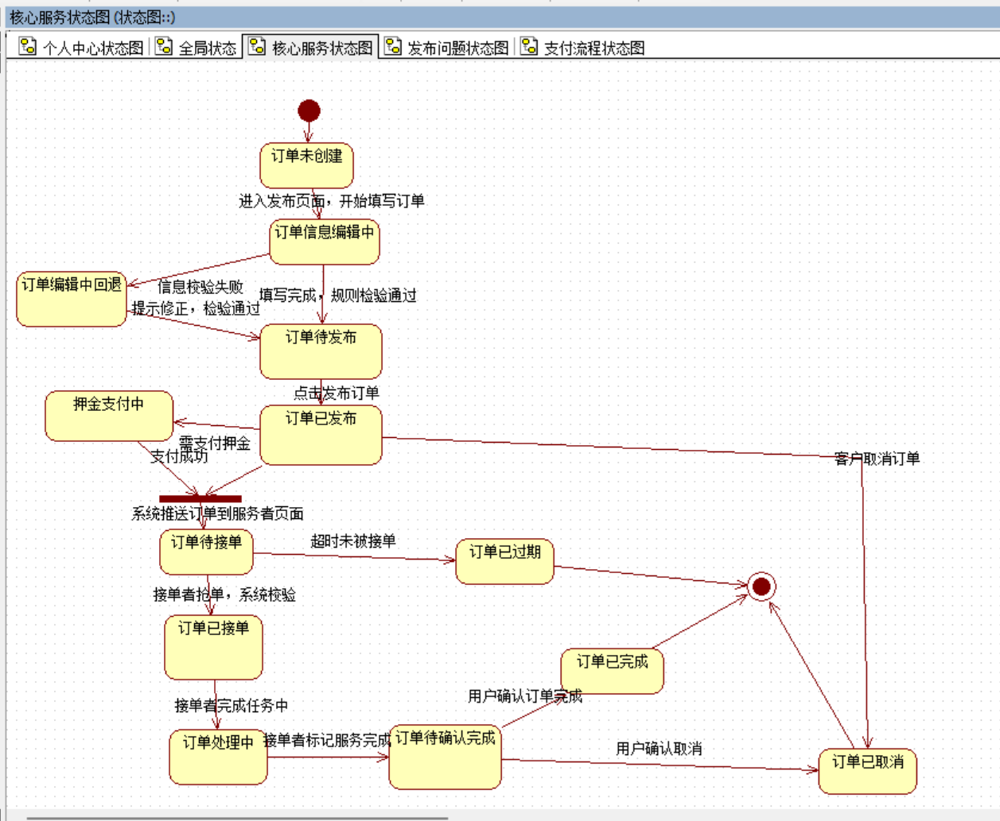 核心服务状态图 (状态图::)
个人中心状态图 全局状态 核心服务状态图 发布问题状态图 支付流程状态图
订单未创建
进入发布页面，开始填写订单
订单信息编辑中
订单编辑中回退
信息校验失败
填写完成，规则检验通过
提示修正，检验通过
订单待发布
点击发布订单
押金支付中
订单已发布
需支付押金
支付成功
客户取消订单
系统推送订单到服务者页面
订单待接单
超时未被接单
订单已过期
接单者抢单，系统校验
订单已接单
订单已完成
用户确认订单完成
接单者完成任务中
订单处理中
接单者标记服务完成
订单待确认完成
用户确认取消
订单已取消